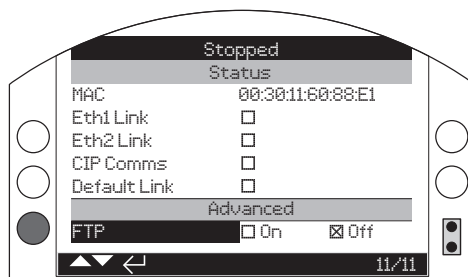 Stopped
Status
MAC 00:30:11:60:88:E1
Eth1 Link ☐
Eth2 Link ☐
CIP Comms ☐
Default Link ☐
Advanced
FTP ☐ On ☒ Off
11/11